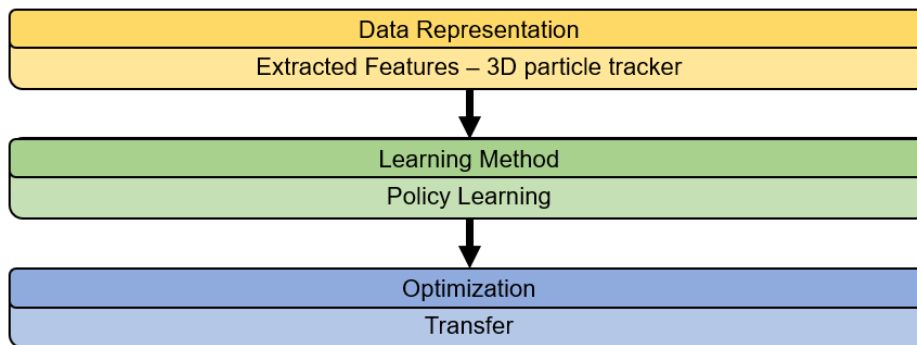 Data Representation
Extracted Features – 3D particle tracker
Learning Method
Policy Learning
Optimization
Transfer